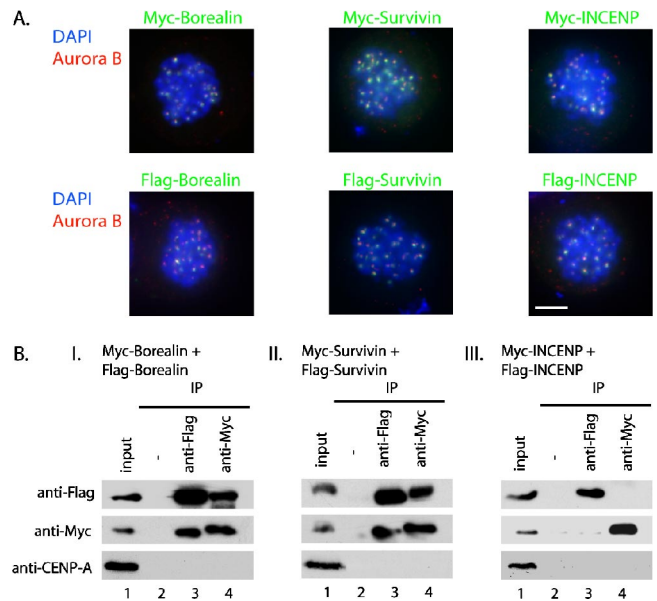 A.
Myc-Borealin Myc-Survivin Myc-INCENP
DAPI
Aurora B
Flag-Borealin Flag-Survivin Flag-INCENP
DAPI
Aurora B
B. I. Myc-Borealin +
Flag-Borealin
IP
input - anti-Flag anti-Myc
II. Myc-Survivin +
Flag-Survivin
IP
input - anti-Flag anti-Myc
III. Myc-INCENP +
Flag-INCENP
IP
input - anti-Flag anti-Myc
anti-Flag
anti-Myc
anti-CENP-A
1 2 3 4 1 2 3 4 1 2 3 4